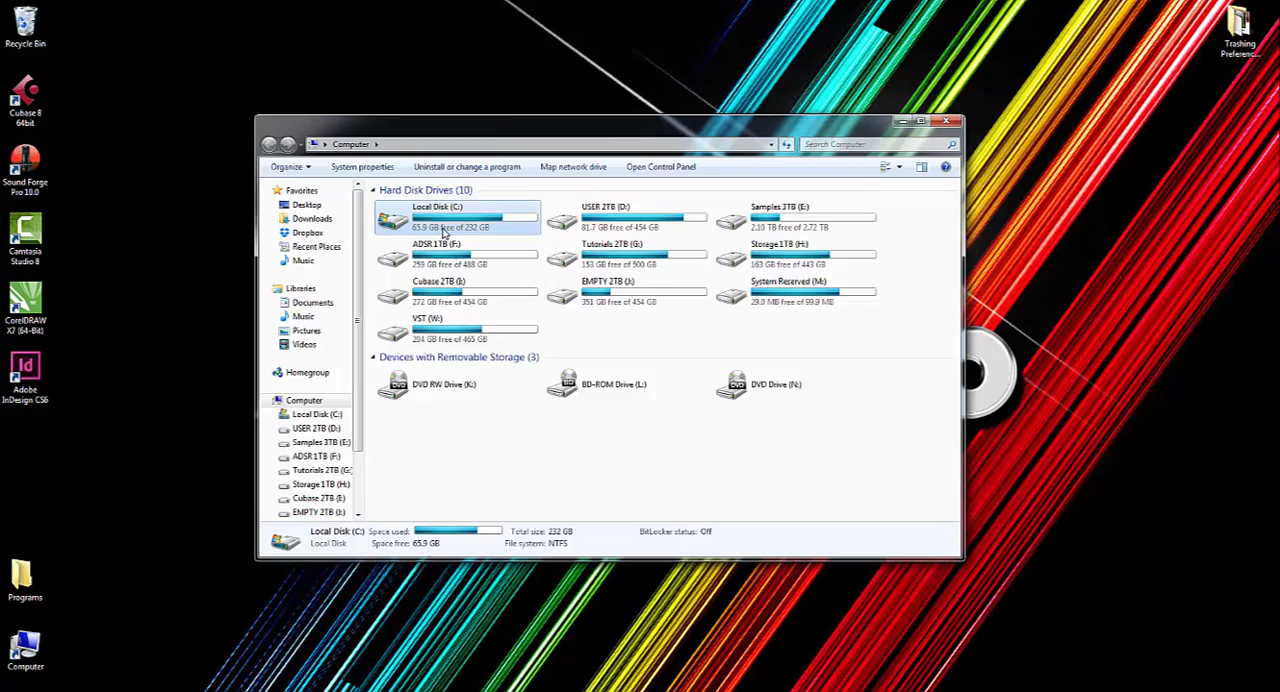 Recycle Bin
Cubase 8
64bit
Sound Forge
Pro 10.0
Camtasia
Studio 8
CorelDRAW
X7 (64-Bit)
Id
Adobe
InDesign CS6
Programs
Computer
Trashing
Preferenc...
Computer
Search Computer
Organize
System properties
Uninstall or change a program
Map network drive
Open Control Panel
Favorites
Desktop
Downloads
Dropbox
Recent Places
Music
Libraries
Documents
Music
Pictures
Videos
Homegroup
Computer
Local Disk (C:)
USER 2TB (D:)
Samples 3TB (E:)
ADSR 1TB (F:)
Tutorials 2TB (G:
Storage 1TB (H:)
Cubase 2TB (I:)
EMPTY 2TB (J:)
Hard Disk Drives (10)
Local Disk (C:)
65.9 GB free of 232 GB
USER 2TB (D:)
81.7 GB free of 454 GB
Samples 3TB (E:)
2.10 TB free of 2.72 TB
ADSR 1TB (F:)
259 GB free of 488 GB
Tutorials 2TB (G:)
153 GB free of 500 GB
Storage 1TB (H:)
163 GB free of 443 GB
Cubase 2TB (I:)
272 GB free of 454 GB
EMPTY 2TB (J:)
351 GB free of 454 GB
System Reserved (M:)
29.0 MB free of 99.9 MB
VST (W:)
204 GB free of 465 GB
Devices with Removable Storage (3)
DVD
DVD RW Drive (K:)
BD
BD-ROM Drive (L:)
DVD
DVD Drive (N:)
Local Disk (C:) Space used: Total size: 232 GB BitLocker status: Off
Local Disk Space free: 65.9 GB File system: NTFS